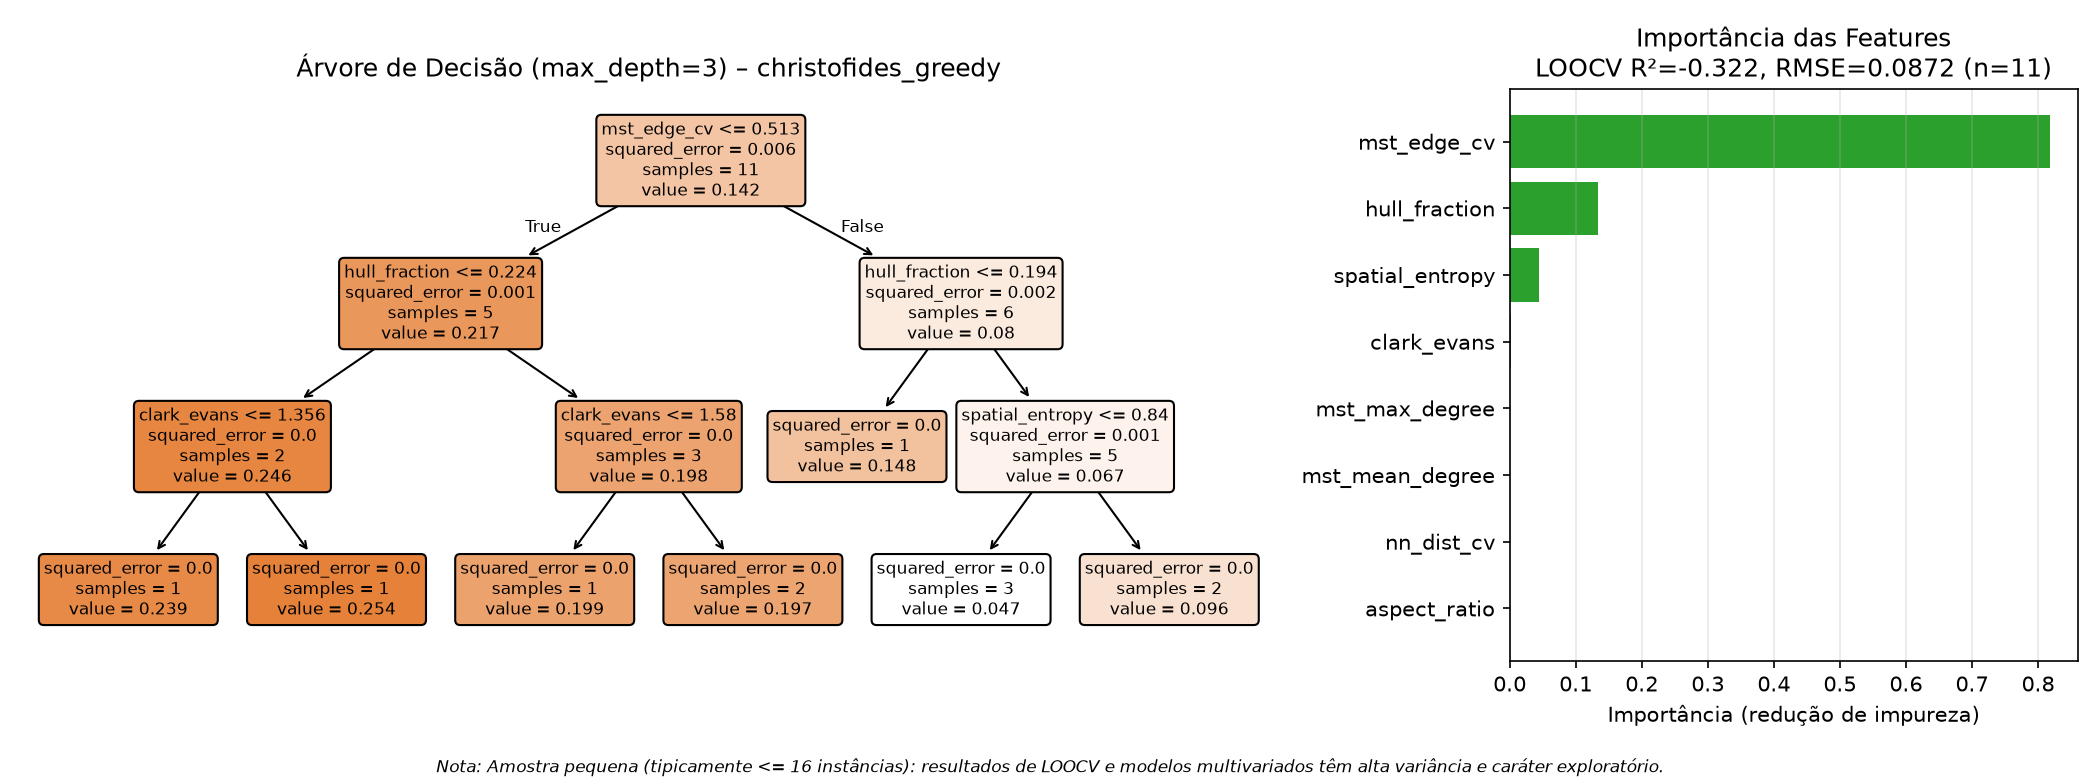 Árvore de Decisão (max_depth=3) – christofides_greedy
mst_edge_cv <= 0.513
squared_error = 0.006
samples = 11
value = 0.142
True
False
hull_fraction <= 0.224
squared_error = 0.001
samples = 5
value = 0.217
hull_fraction <= 0.194
squared_error = 0.002
samples = 6
value = 0.08
clark_evans <= 1.356
squared_error = 0.0
samples = 2
value = 0.246
clark_evans <= 1.58
squared_error = 0.0
samples = 3
value = 0.198
squared_error = 0.0
samples = 1
value = 0.148
spatial_entropy <= 0.84
squared_error = 0.001
samples = 5
value = 0.067
squared_error = 0.0
samples = 1
value = 0.239
squared_error = 0.0
samples = 1
value = 0.254
squared_error = 0.0
samples = 1
value = 0.199
squared_error = 0.0
samples = 2
value = 0.197
squared_error = 0.0
samples = 3
value = 0.047
squared_error = 0.0
samples = 2
value = 0.096
Importância das Features
LOOCV R²=-0.322, RMSE=0.0872 (n=11)
mst_edge_cv
hull_fraction
spatial_entropy
clark_evans
mst_max_degree
mst_mean_degree
nn_dist_cv
aspect_ratio
0.0 0.1 0.2 0.3 0.4 0.5 0.6 0.7 0.8
Importância (redução de impureza)
Nota: Amostra pequena (tipicamente <= 16 instâncias): resultados de LOOCV e modelos multivariados têm alta variância e caráter exploratório.